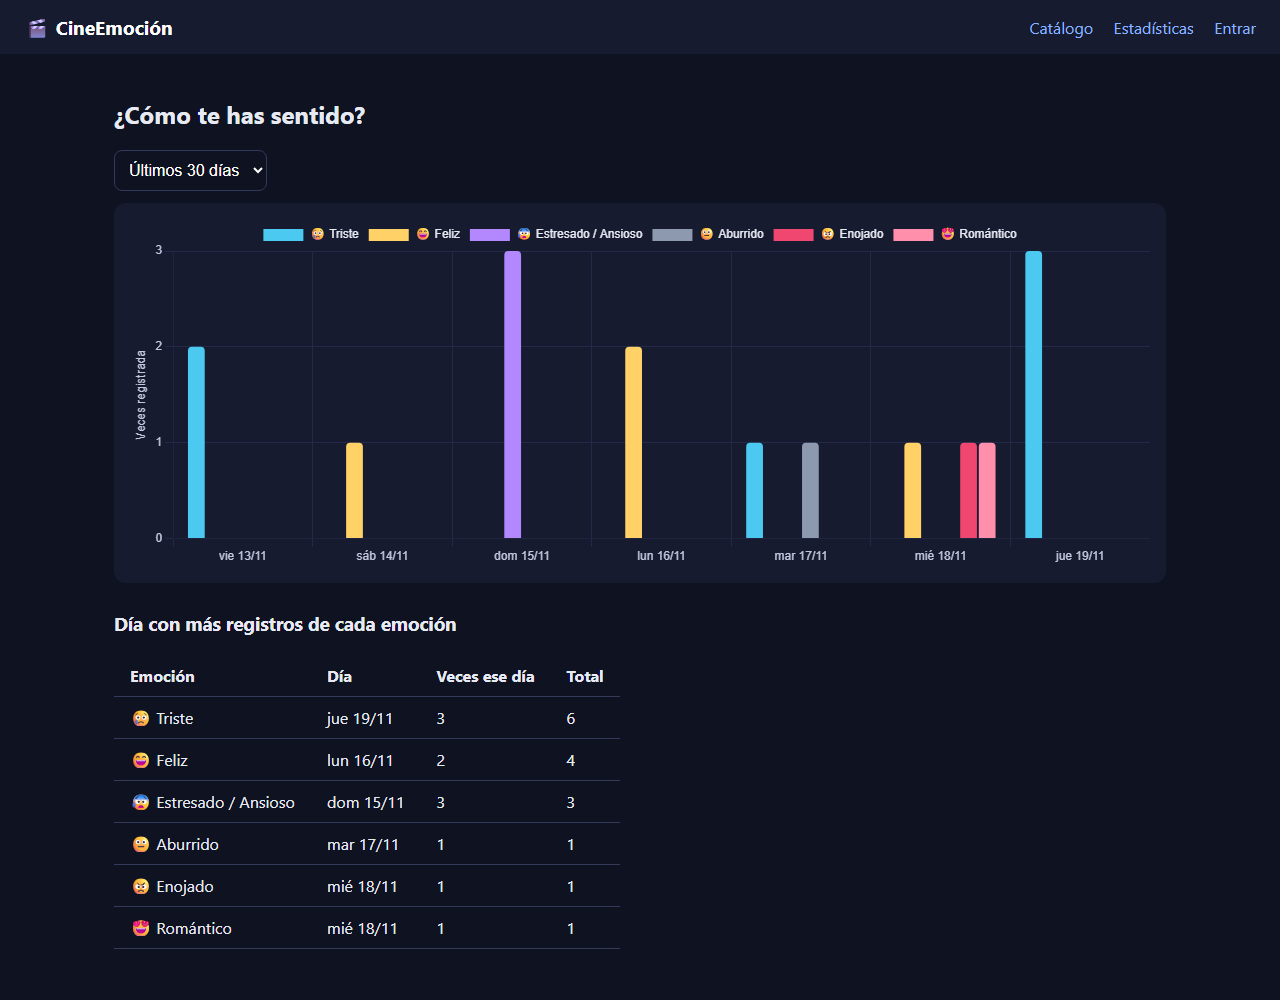 🎬 CineEmoción Catálogo Estadísticas Entrar
¿Cómo te has sentido?
Últimos 30 días
😢 Triste 😄 Feliz 😰 Estresado / Ansioso 😐 Aburrido 😠 Enojado 😍 Romántico
Veces registrada
3
2
1
0
vie 13/11 sáb 14/11 dom 15/11 lun 16/11 mar 17/11 mié 18/11 jue 19/11
Día con más registros de cada emoción
Emoción Día Veces ese día Total
😢 Triste jue 19/11 3 6
😄 Feliz lun 16/11 2 4
😰 Estresado / Ansioso dom 15/11 3 3
😐 Aburrido mar 17/11 1 1
😠 Enojado mié 18/11 1 1
😍 Romántico mié 18/11 1 1